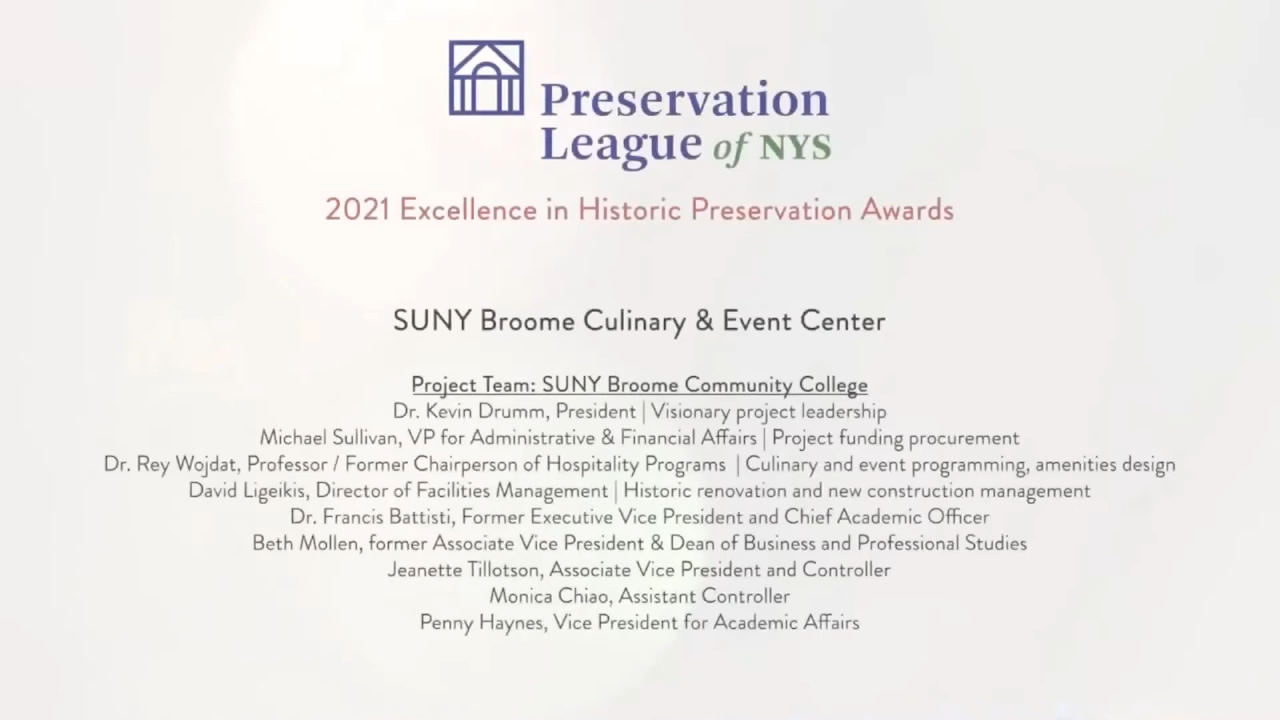 Preservation
League of NYS
2021 Excellence in Historic Preservation Awards
SUNY Broome Culinary & Event Center
Project Team: SUNY Broome Community College
Dr. Kevin Drumm, President | Visionary project leadership
Michael Sullivan, VP for Administrative & Financial Affairs | Project funding procurement
Dr. Rey Wojdat, Professor / Former Chairperson of Hospitality Programs | Culinary and event programming, amenities design
David Ligeikis, Director of Facilities Management | Historic renovation and new construction management
Dr. Francis Battisti, Former Executive Vice President and Chief Academic Officer
Beth Mollen, former Associate Vice President & Dean of Business and Professional Studies
Jeanette Tillotson, Associate Vice President and Controller
Monica Chiao, Assistant Controller
Penny Haynes, Vice President for Academic Affairs